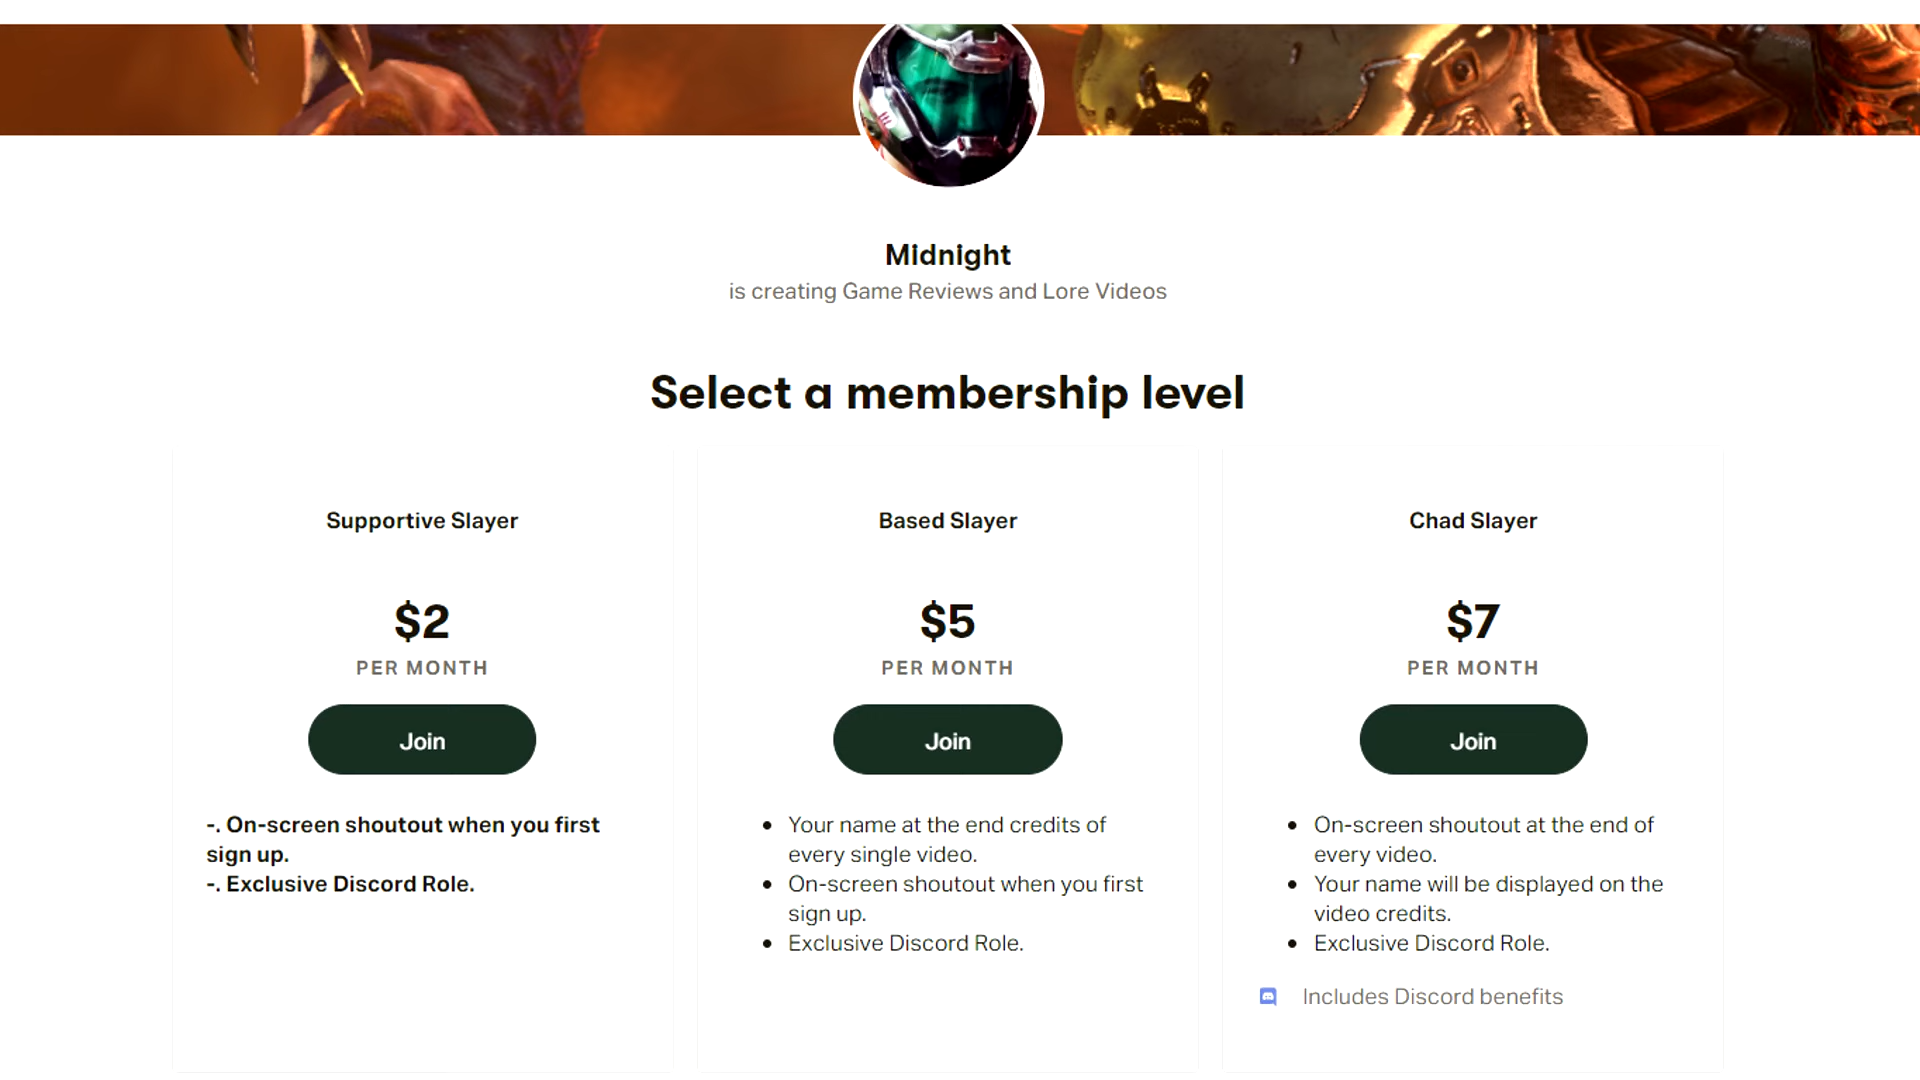 Midnight
is creating Game Reviews and Lore Videos
Select a membership level
Supportive Slayer
$2
PER MONTH
Join
-. On-screen shoutout when you first
sign up.
-. Exclusive Discord Role.
Based Slayer
$5
PER MONTH
Join
• Your name at the end credits of
every single video.
• On-screen shoutout when you first
sign up.
• Exclusive Discord Role.
Chad Slayer
$7
PER MONTH
Join
• On-screen shoutout at the end of
every video.
• Your name will be displayed on the
video credits.
• Exclusive Discord Role.
Includes Discord benefits